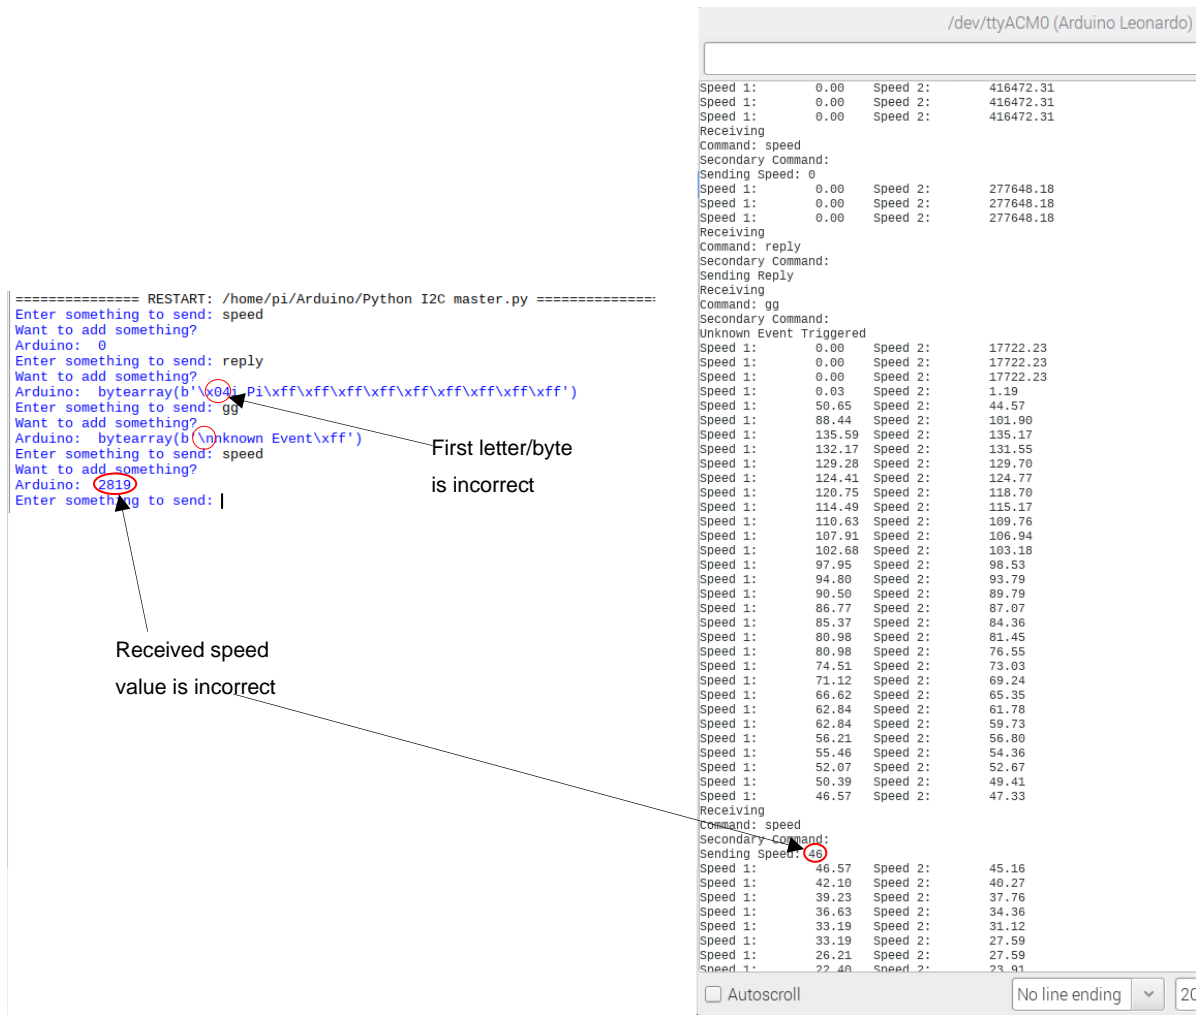 /dev/ttyACM0 (Arduino Leonardo)
Speed 1: 0.00 Speed 2: 416472.31
Speed 1: 0.00 Speed 2: 416472.31
Speed 1: 0.00 Speed 2: 416472.31
Receiving
Command: speed
Secondary Command:
Sending Speed: 0
Speed 1: 0.00 Speed 2: 277648.18
Speed 1: 0.00 Speed 2: 277648.18
Speed 1: 0.00 Speed 2: 277648.18
Receiving
Command: reply
Secondary Command:
Sending Reply
Receiving
Command: gg
Secondary Command:
Unknown Event Triggered
Speed 1: 0.00 Speed 2: 17722.23
Speed 1: 0.00 Speed 2: 17722.23
Speed 1: 0.00 Speed 2: 17722.23
Speed 1: 0.03 Speed 2: 1.19
Speed 1: 50.65 Speed 2: 44.57
Speed 1: 88.44 Speed 2: 101.90
Speed 1: 135.59 Speed 2: 135.17
Speed 1: 132.17 Speed 2: 131.55
Speed 1: 129.28 Speed 2: 129.70
Speed 1: 124.41 Speed 2: 124.77
Speed 1: 120.75 Speed 2: 118.70
Speed 1: 114.49 Speed 2: 115.17
Speed 1: 110.63 Speed 2: 109.76
Speed 1: 107.91 Speed 2: 106.94
Speed 1: 102.68 Speed 2: 103.18
Speed 1: 97.95 Speed 2: 98.53
Speed 1: 94.80 Speed 2: 93.79
Speed 1: 90.50 Speed 2: 89.79
Speed 1: 86.77 Speed 2: 87.07
Speed 1: 85.37 Speed 2: 84.36
Speed 1: 80.98 Speed 2: 81.45
Speed 1: 80.98 Speed 2: 76.55
Speed 1: 74.51 Speed 2: 73.03
Speed 1: 71.12 Speed 2: 69.24
Speed 1: 66.62 Speed 2: 65.35
Speed 1: 62.84 Speed 2: 61.78
Speed 1: 62.84 Speed 2: 59.73
Speed 1: 56.21 Speed 2: 56.80
Speed 1: 55.46 Speed 2: 54.36
Speed 1: 52.07 Speed 2: 52.67
Speed 1: 50.39 Speed 2: 49.41
Speed 1: 46.57 Speed 2: 47.33
Receiving
Command: speed
Secondary Command:
Sending Speed: 46
Speed 1: 46.57 Speed 2: 45.16
Speed 1: 42.10 Speed 2: 40.27
Speed 1: 39.23 Speed 2: 37.76
Speed 1: 36.63 Speed 2: 34.36
Speed 1: 33.19 Speed 2: 31.12
Speed 1: 33.19 Speed 2: 27.59
Speed 1: 26.21 Speed 2: 27.59
Speed 1: 22.40 Speed 2: 23.91
Autoscroll
No line ending
20
=============== RESTART: /home/pi/Arduino/Python I2C master.py ===============
Enter something to send: speed
Want to add something?
Arduino: 0
Enter something to send: reply
Want to add something?
Arduino: bytearray(b'\x04i Pi\xff\xff\xff\xff\xff\xff\xff\xff\xff')
Enter something to send: gg
Want to add something?
Arduino: bytearray(b'\nnknown Event\xff')
Enter something to send: speed
Want to add something?
Arduino: 2819
Enter something to send:
First letter/byte
is incorrect
Received speed
value is incorrect